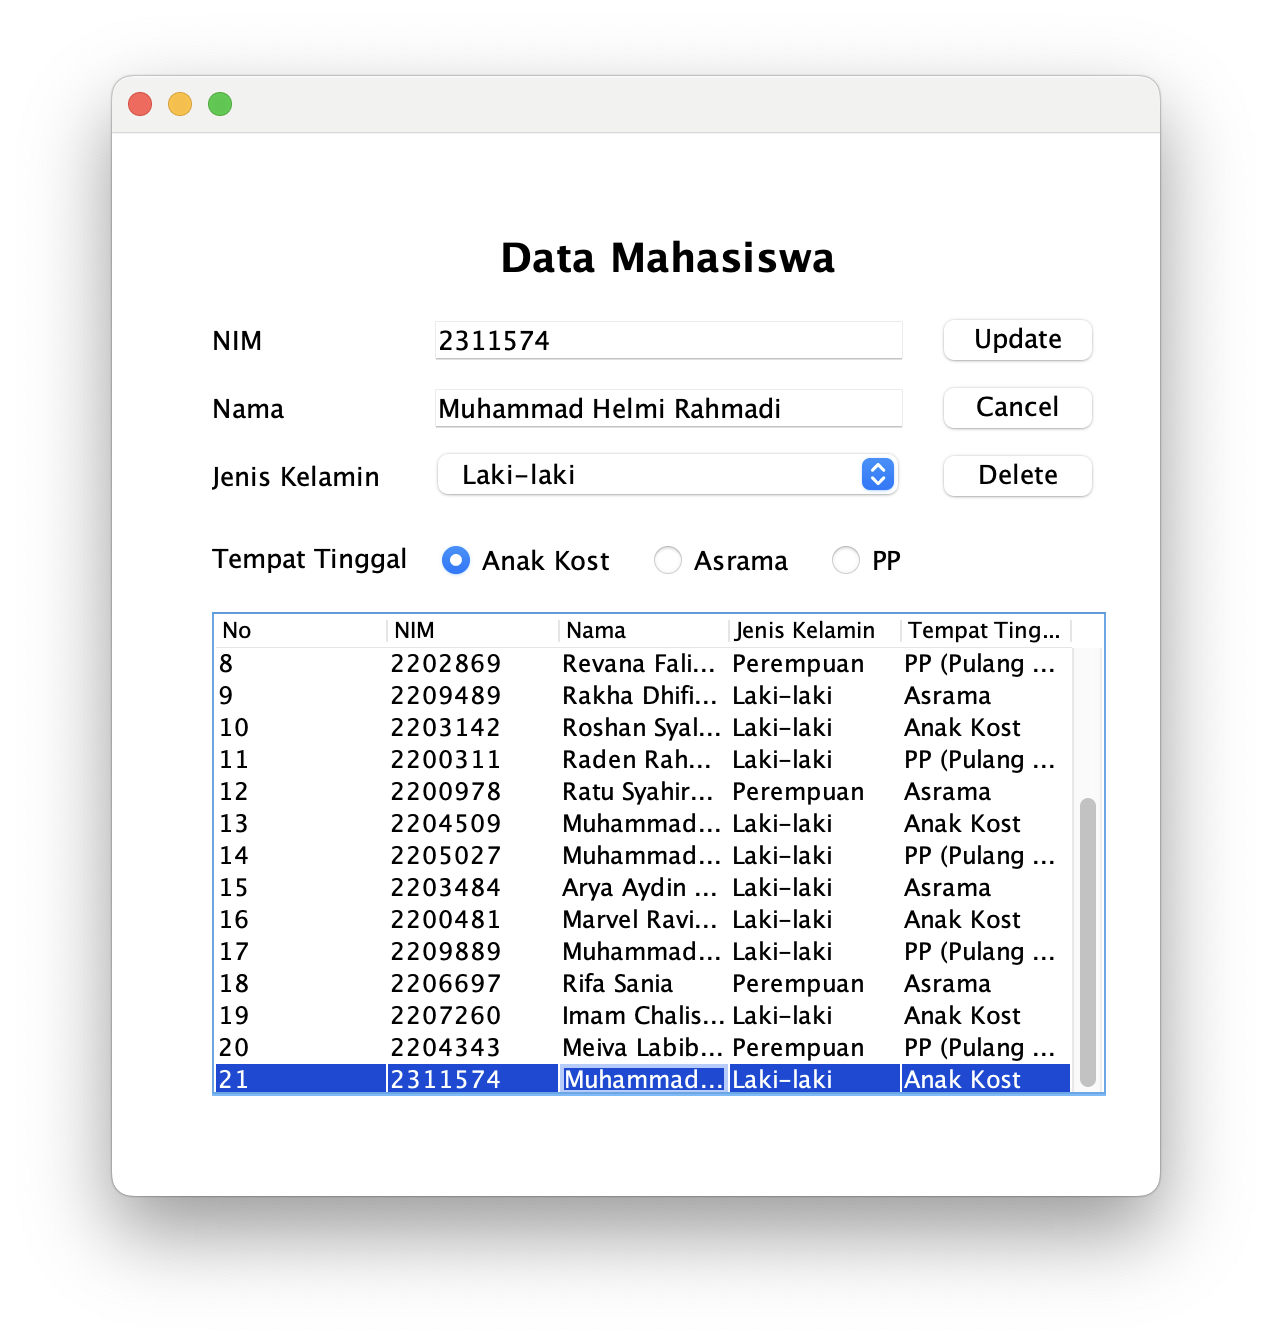 Data Mahasiswa
NIM 2311574 Update
Nama Muhammad Helmi Rahmadi Cancel
Jenis Kelamin Laki-laki Delete
Tempat Tinggal Anak Kost Asrama PP
No NIM Nama Jenis Kelamin Tempat Ting...
8 2202869 Revana Fali... Perempuan PP (Pulang ...
9 2209489 Rakha Dhifi... Laki-laki Asrama
10 2203142 Roshan Syal... Laki-laki Anak Kost
11 2200311 Raden Rah... Laki-laki PP (Pulang ...
12 2200978 Ratu Syahir... Perempuan Asrama
13 2204509 Muhammad... Laki-laki Anak Kost
14 2205027 Muhammad... Laki-laki PP (Pulang ...
15 2203484 Arya Aydin ... Laki-laki Asrama
16 2200481 Marvel Ravi... Laki-laki Anak Kost
17 2209889 Muhammad... Laki-laki PP (Pulang ...
18 2206697 Rifa Sania Perempuan Asrama
19 2207260 Imam Chalis... Laki-laki Anak Kost
20 2204343 Meiva Labib... Perempuan PP (Pulang ...
21 2311574 Muhammad... Laki-laki Anak Kost